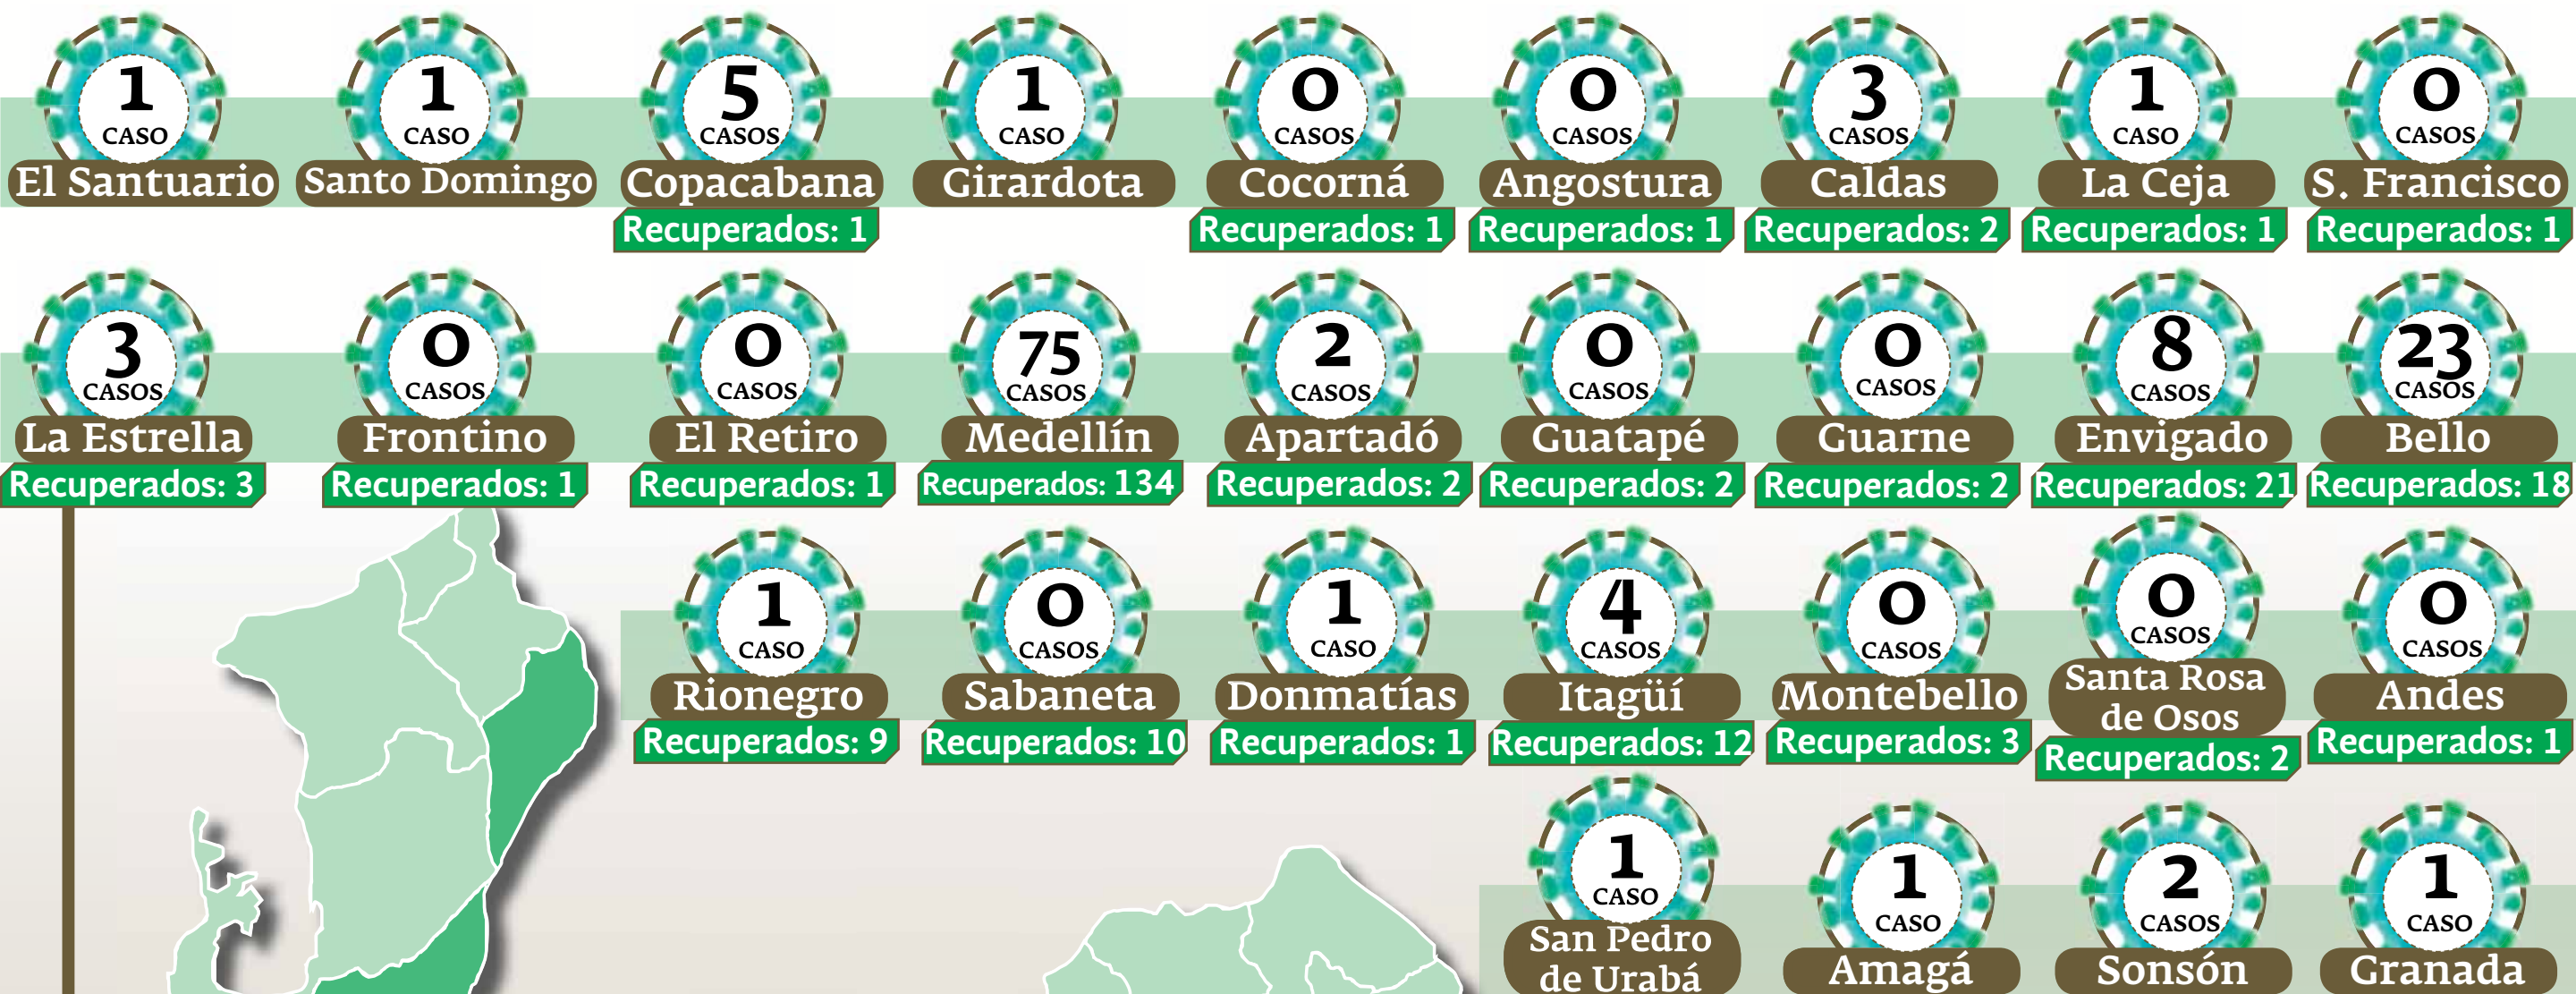 1
CASO
El Santuario
1
CASO
Santo Domingo
5
CASOS
Copacabana
Recuperados: 1
1
CASO
Girardota
0
CASOS
Cocorná
Recuperados: 1
0
CASOS
Angostura
Recuperados: 1
3
CASOS
Caldas
Recuperados: 2
1
CASO
La Ceja
Recuperados: 1
0
CASOS
S. Francisco
Recuperados: 1
3
CASOS
La Estrella
Recuperados: 3
0
CASOS
Frontino
Recuperados: 1
0
CASOS
El Retiro
Recuperados: 1
75
CASOS
Medellín
Recuperados: 134
2
CASOS
Apartadó
Recuperados: 2
0
CASOS
Guatapé
Recuperados: 2
0
CASOS
Guarne
Recuperados: 2
8
CASOS
Envigado
Recuperados: 21
23
CASOS
Bello
Recuperados: 18
1
CASO
Rionegro
Recuperados: 9
0
CASOS
Sabaneta
Recuperados: 10
1
CASO
Donmatías
Recuperados: 1
4
CASOS
Itagüí
Recuperados: 12
0
CASOS
Montebello
Recuperados: 3
0
CASOS
Santa Rosa
de Osos
Recuperados: 2
0
CASOS
Andes
Recuperados: 1
1
CASO
San Pedro
de Urabá
1
CASO
Amagá
2
CASOS
Sonsón
1
CASO
Granada